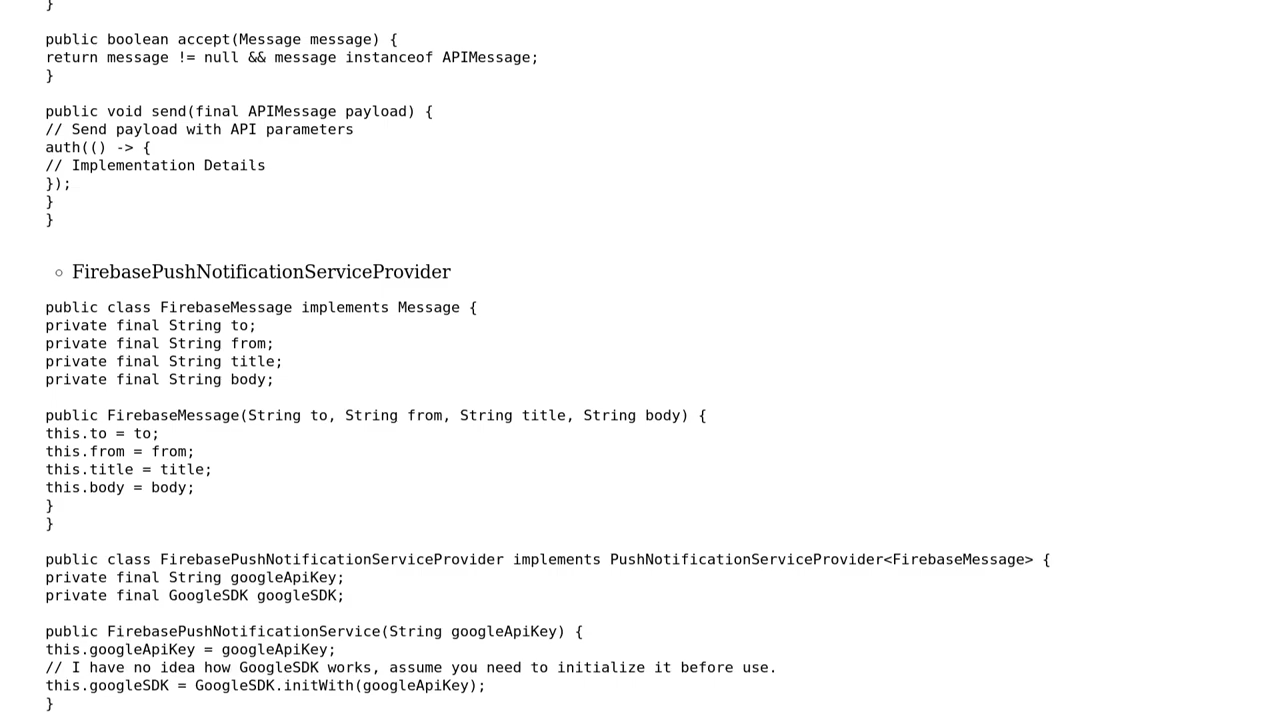 }
public boolean accept(Message message) {
return message != null && message instanceof APIMessage;
}
public void send(final APIMessage payload) {
// Send payload with API parameters
auth(() -> {
// Implementation Details
});
}
}
◦ FirebasePushNotificationServiceProvider
public class FirebaseMessage implements Message {
private final String to;
private final String from;
private final String title;
private final String body;
public FirebaseMessage(String to, String from, String title, String body) {
this.to = to;
this.from = from;
this.title = title;
this.body = body;
}
}
public class FirebasePushNotificationServiceProvider implements PushNotificationServiceProvider<FirebaseMessage> {
private final String googleApiKey;
private final GoogleSDK googleSDK;
public FirebasePushNotificationService(String googleApiKey) {
this.googleApiKey = googleApiKey;
// I have no idea how GoogleSDK works, assume you need to initialize it before use.
this.googleSDK = GoogleSDK.initWith(googleApiKey);
}